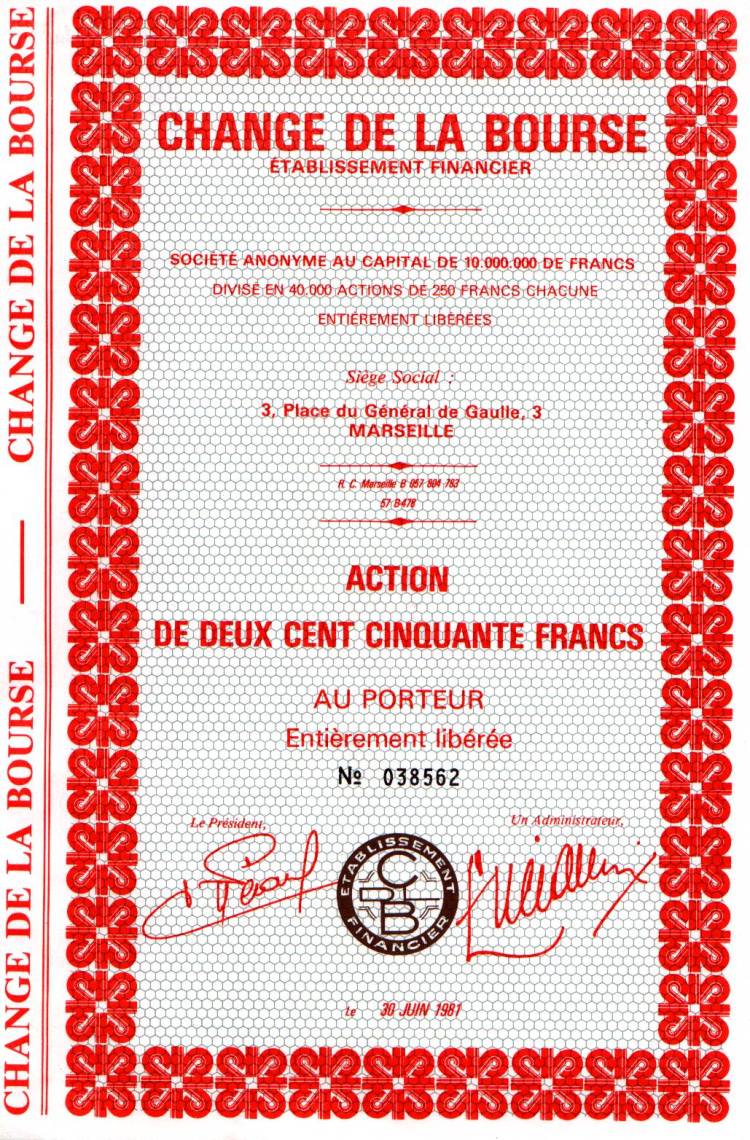 CHANGE DE LA BOURSE — CHANGE DE LA BOURSE
CHANGE DE LA BOURSE
ÉTABLISSEMENT FINANCIER
SOCIÉTÉ ANONYME AU CAPITAL DE 10.000.000 DE FRANCS
DIVISÉ EN 40.000 ACTIONS DE 250 FRANCS CHACUNE
ENTIÈREMENT LIBÉRÉES
Siège Social :
3, Place du Général de Gaulle, 3
MARSEILLE
R. C. Marseille B 057 804 783
57 B478
ACTION
DE DEUX CENT CINQUANTE FRANCS
AU PORTEUR
Entièrement libérée
Nº 038562
Le Président,
Un Administrateur,
ÉTABLISSEMENT
CDB
FINANCIER
Le 30 JUIN 1981